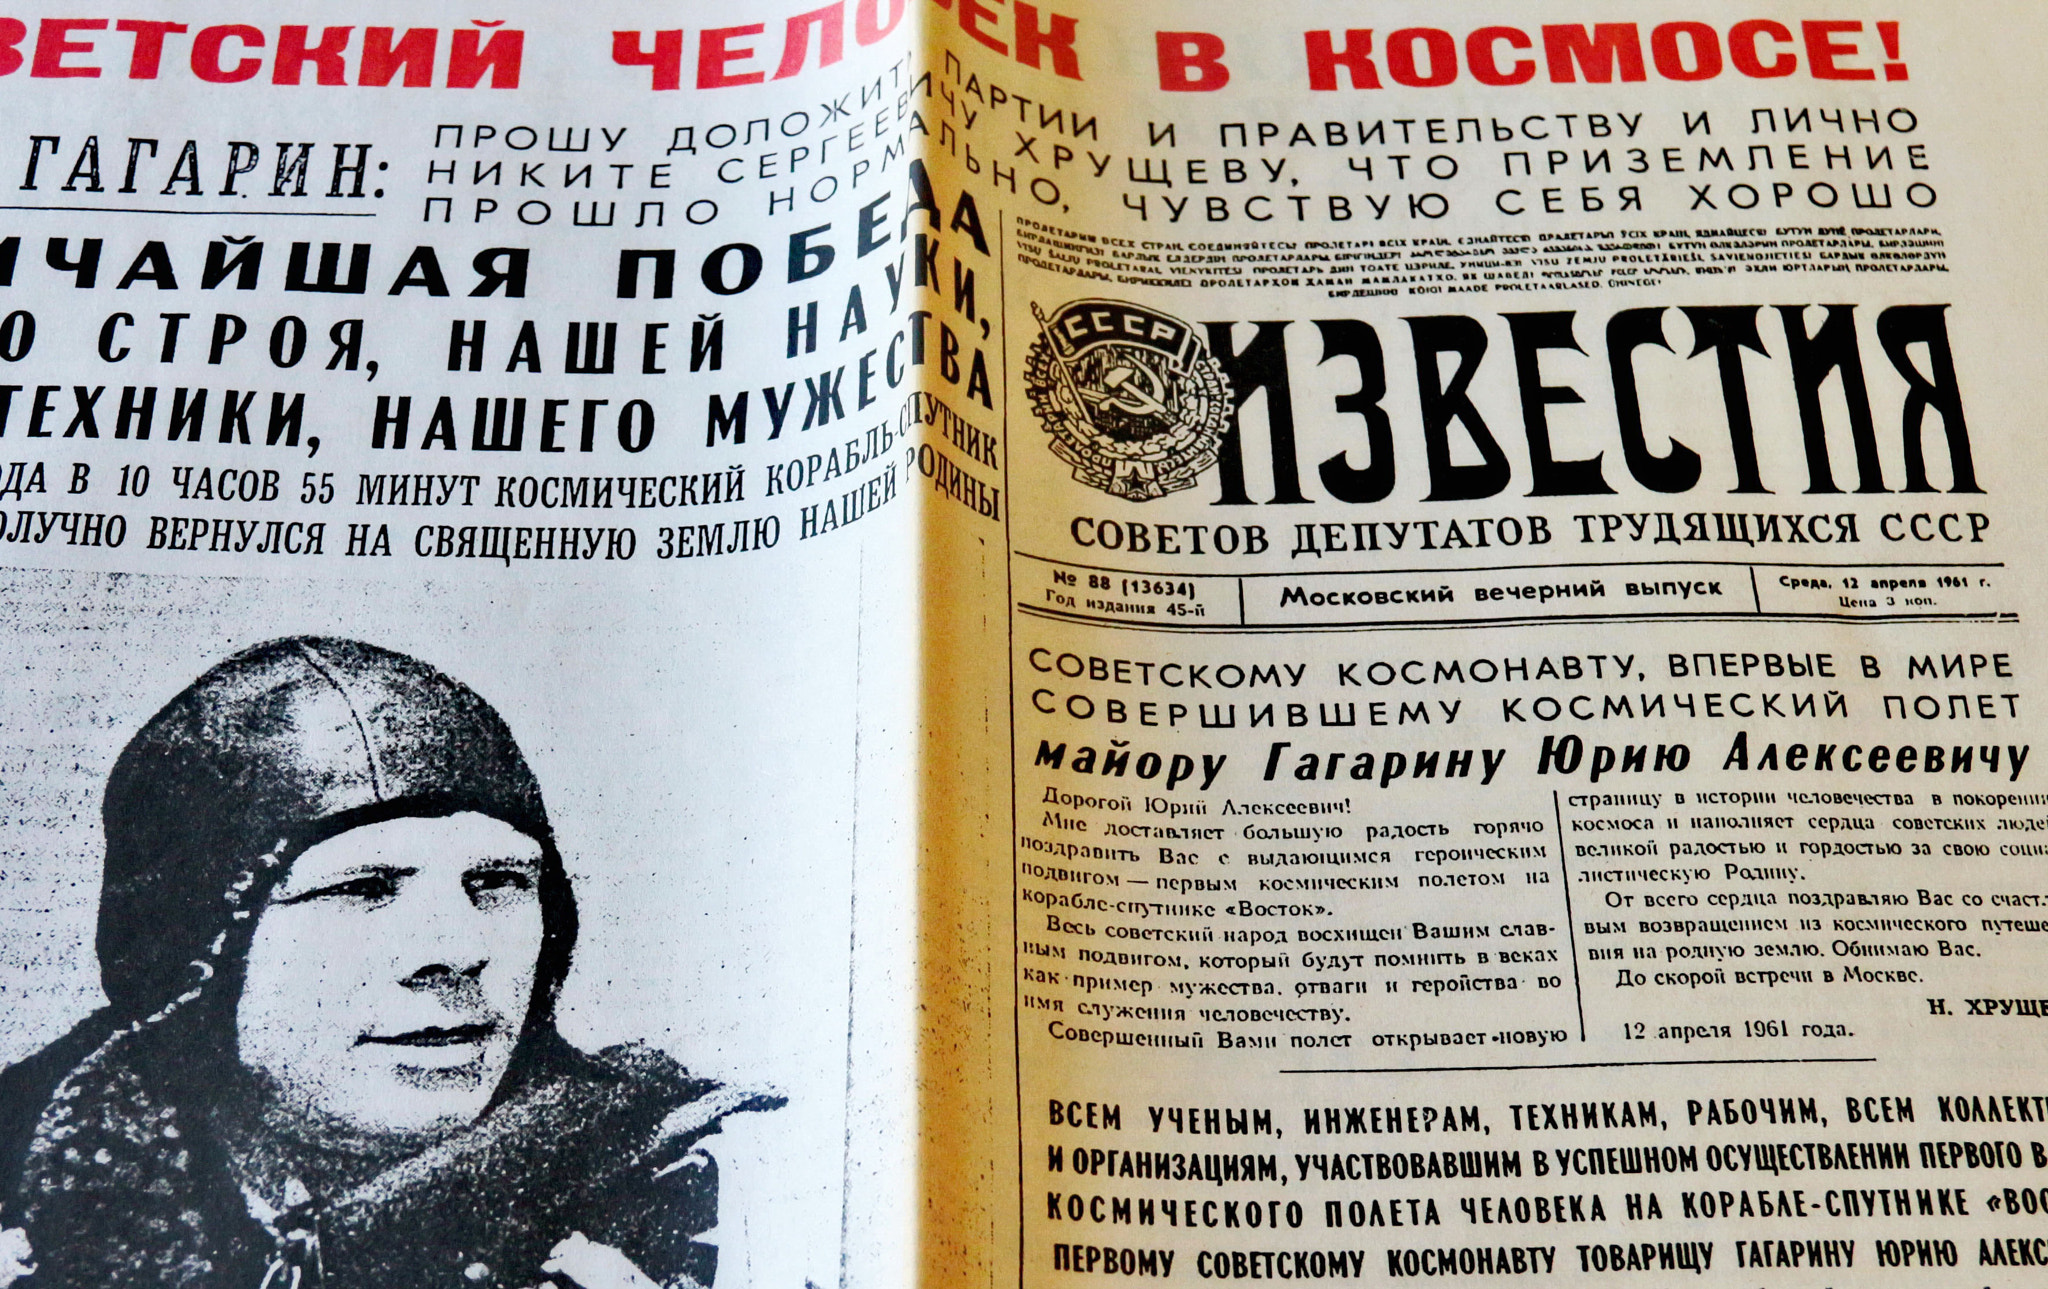 ВЕТСКИЙ ЧЕЛОВЕК В КОСМОСЕ!
ГАГАРИН:
ПРОШУ ДОЛОЖИТЬ ПАРТИИ И ПРАВИТЕЛЬСТВУ И ЛИЧНО
НИКИТЕ СЕРГЕЕВИЧУ ХРУЩЕВУ, ЧТО ПРИЗЕМЛЕНИЕ
ПРОШЛО НОРМАЛЬНО, ЧУВСТВУЮ СЕБЯ ХОРОШО
ИЧАЙШАЯ ПОБЕДА
О СТРОЯ, НАШЕЙ НАУКИ,
ТЕХНИКИ, НАШЕГО МУЖЕСТВА
ОДА В 10 ЧАСОВ 55 МИНУТ КОСМИЧЕСКИЙ КОРАБЛЬ-СПУТНИК
ОЛУЧНО ВЕРНУЛСЯ НА СВЯЩЕННУЮ ЗЕМЛЮ НАШЕЙ РОДИНЫ
ПРОЛЕТАРИИ ВСЕХ СТРАН, СОЕДИНЯЙТЕСЬ!
СССР
ИЗВЕСТИЯ
СОВЕТОВ ДЕПУТАТОВ ТРУДЯЩИХСЯ СССР
№ 88 (13634)
Год издания 45-й
Московский вечерний выпуск
Среда, 12 апреля 1961 г.
Цена 3 коп.
СОВЕТСКОМУ КОСМОНАВТУ, ВПЕРВЫЕ В МИРЕ
СОВЕРШИВШЕМУ КОСМИЧЕСКИЙ ПОЛЕТ
майору Гагарину Юрию Алексеевичу
Дорогой Юрий Алексеевич!
Мне доставляет большую радость горячо
поздравить Вас с выдающимся героическим
подвигом — первым космическим полетом на
корабле-спутнике «Восток».
Весь советский народ восхищен Вашим слав-
ным подвигом, который будут помнить в веках
как пример мужества, отваги и геройства во
имя служения человечеству.
Совершенный Вами полет открывает новую
страницу в истории человечества в покорении
космоса и наполняет сердца советских людей
великой радостью и гордостью за свою социа
листическую Родину.
От всего сердца поздравляю Вас со счаст
вым возвращением из космического путеше
вия на родную землю. Обнимаю Вас.
До скорой встречи в Москве.
Н. ХРУЩЕ
12 апреля 1961 года.
ВСЕМ УЧЕНЫМ, ИНЖЕНЕРАМ, ТЕХНИКАМ, РАБОЧИМ, ВСЕМ КОЛЛЕКТ
И ОРГАНИЗАЦИЯМ, УЧАСТВОВАВШИМ В УСПЕШНОМ ОСУЩЕСТВЛЕНИИ ПЕРВОГО В
КОСМИЧЕСКОГО ПОЛЕТА ЧЕЛОВЕКА НА КОРАБЛЕ-СПУТНИКЕ «ВОС
ПЕРВОМУ СОВЕТСКОМУ КОСМОНАВТУ ТОВАРИЩУ ГАГАРИНУ ЮРИЮ АЛЕКС